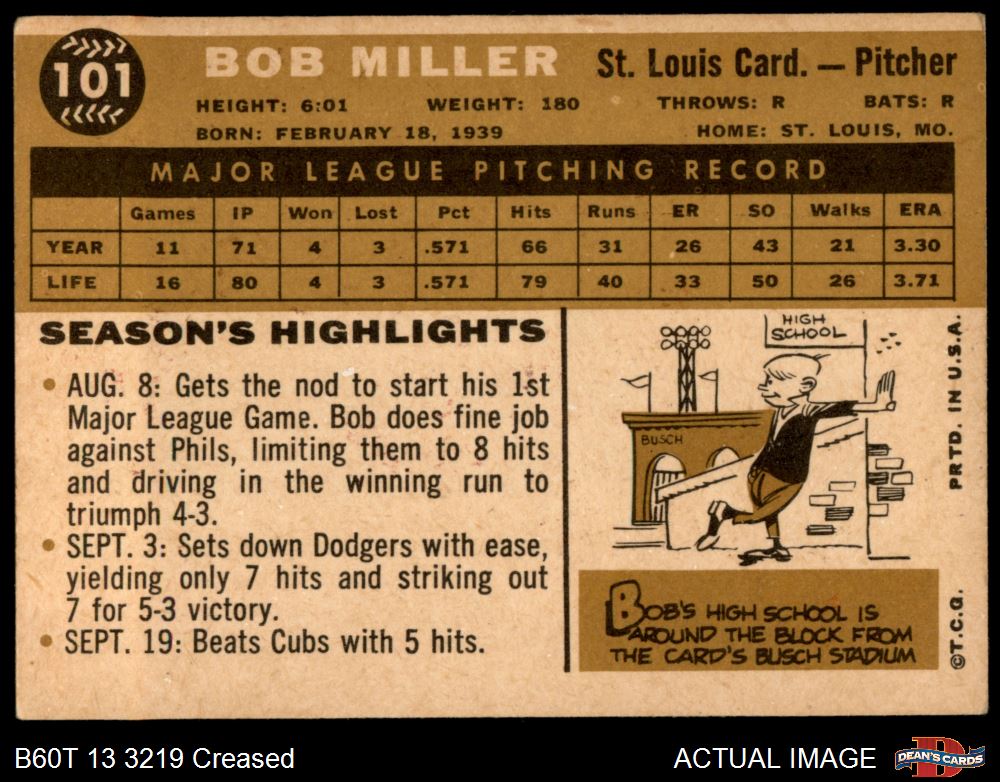 101
BOB MILLER
St. Louis Card. — Pitcher
HEIGHT: 6:01 WEIGHT: 180 THROWS: R BATS: R
BORN: FEBRUARY 18, 1939 HOME: ST. LOUIS, MO.
MAJOR LEAGUE PITCHING RECORD
Games IP Won Lost Pct Hits Runs ER SO Walks ERA
YEAR 11 71 4 3 .571 66 31 26 43 21 3.30
LIFE 16 80 4 3 .571 79 40 33 50 26 3.71
SEASON'S HIGHLIGHTS
• AUG. 8: Gets the nod to start his 1st
Major League Game. Bob does fine job
against Phils, limiting them to 8 hits
and driving in the winning run to
triumph 4-3.
• SEPT. 3: Sets down Dodgers with ease,
yielding only 7 hits and striking out
7 for 5-3 victory.
• SEPT. 19: Beats Cubs with 5 hits.
HIGH
SCHOOL
BUSCH
BOB'S HIGH SCHOOL IS
AROUND THE BLOCK FROM
THE CARD'S BUSCH STADIUM
PRTD. IN U.S.A.
©T.C.G.
B60T 13 3219 Creased
ACTUAL IMAGE
D
DEAN'S CARDS